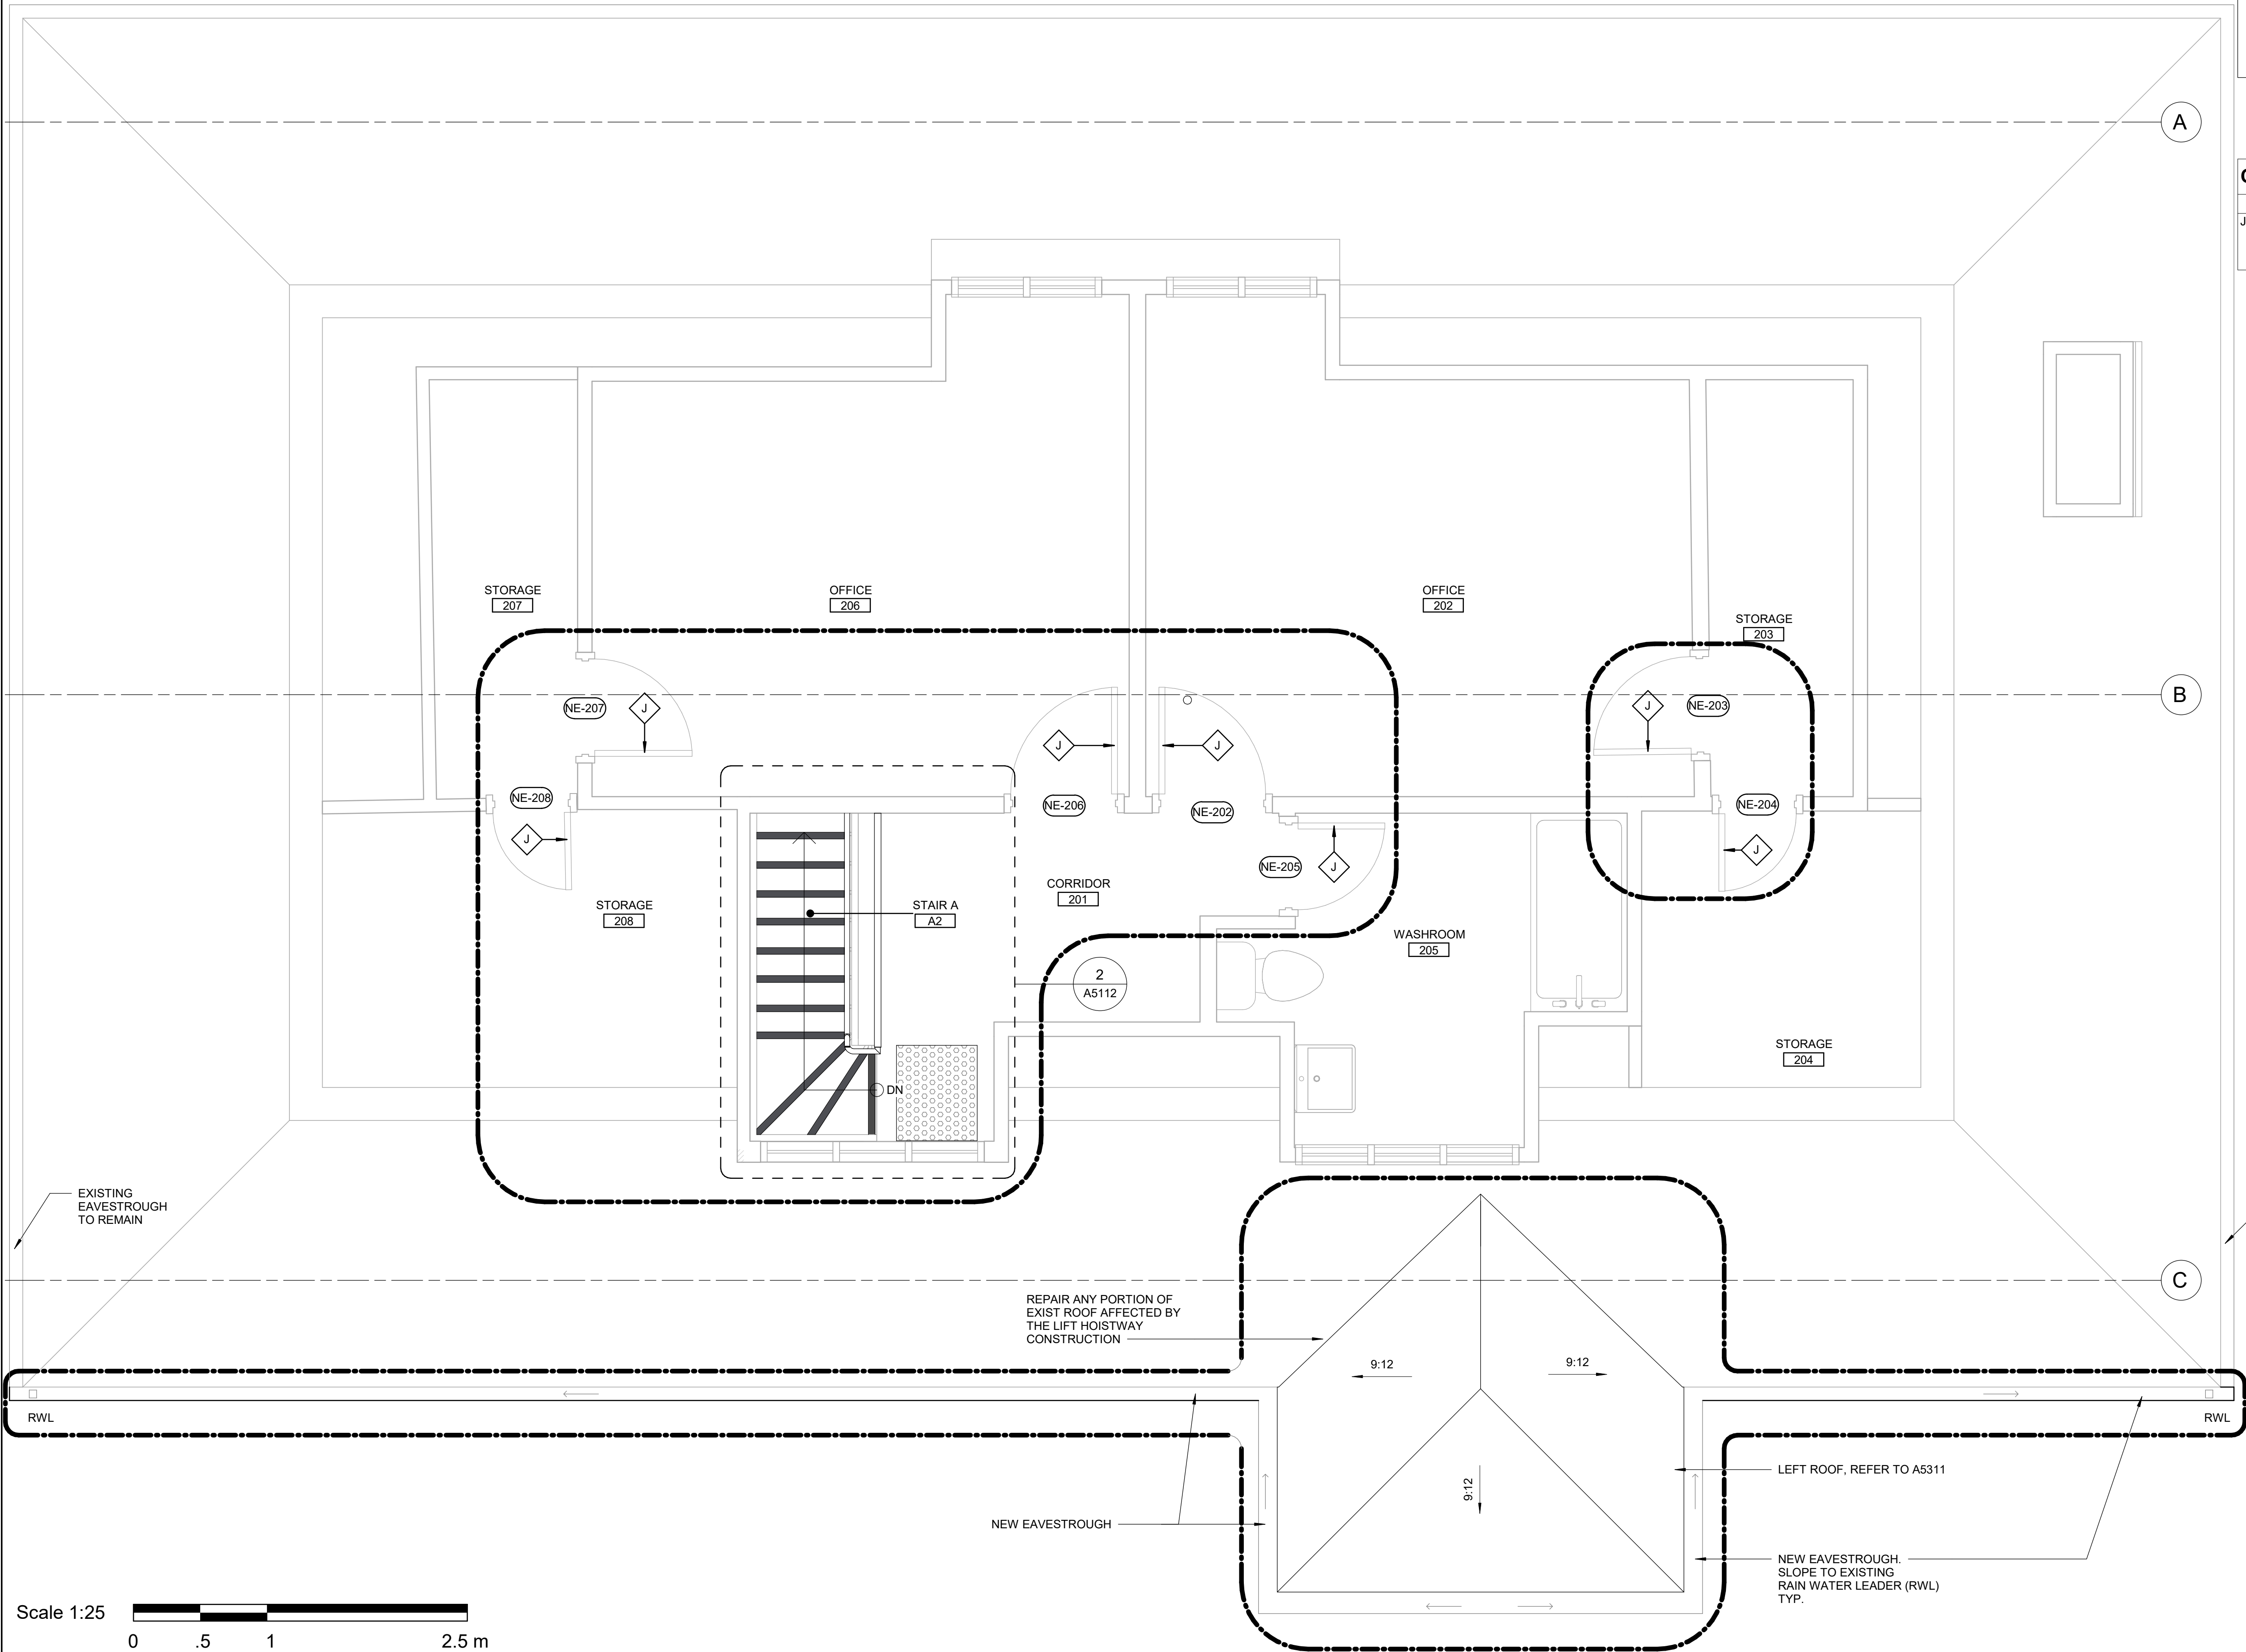 A
J
STORAGE
207
OFFICE
206
OFFICE
202
STORAGE
203
B
NE-207
J
J
NE-203
J
J
NE-208
NE-206
NE-202
NE-204
J
J
NE-205
J
CORRIDOR
201
STORAGE
208
STAIR A
A2
WASHROOM
205
2
A5112
STORAGE
204
DN
EXISTING
EAVESTROUGH
TO REMAIN
C
REPAIR ANY PORTION OF
EXIST ROOF AFFECTED BY
THE LIFT HOISTWAY
CONSTRUCTION
9:12
9:12
RWL
RWL
9:12
LEFT ROOF, REFER TO A5311
NEW EAVESTROUGH
NEW EAVESTROUGH.
SLOPE TO EXISTING
RAIN WATER LEADER (RWL)
TYP.
Scale 1:25
0 .5 1 2.5 m